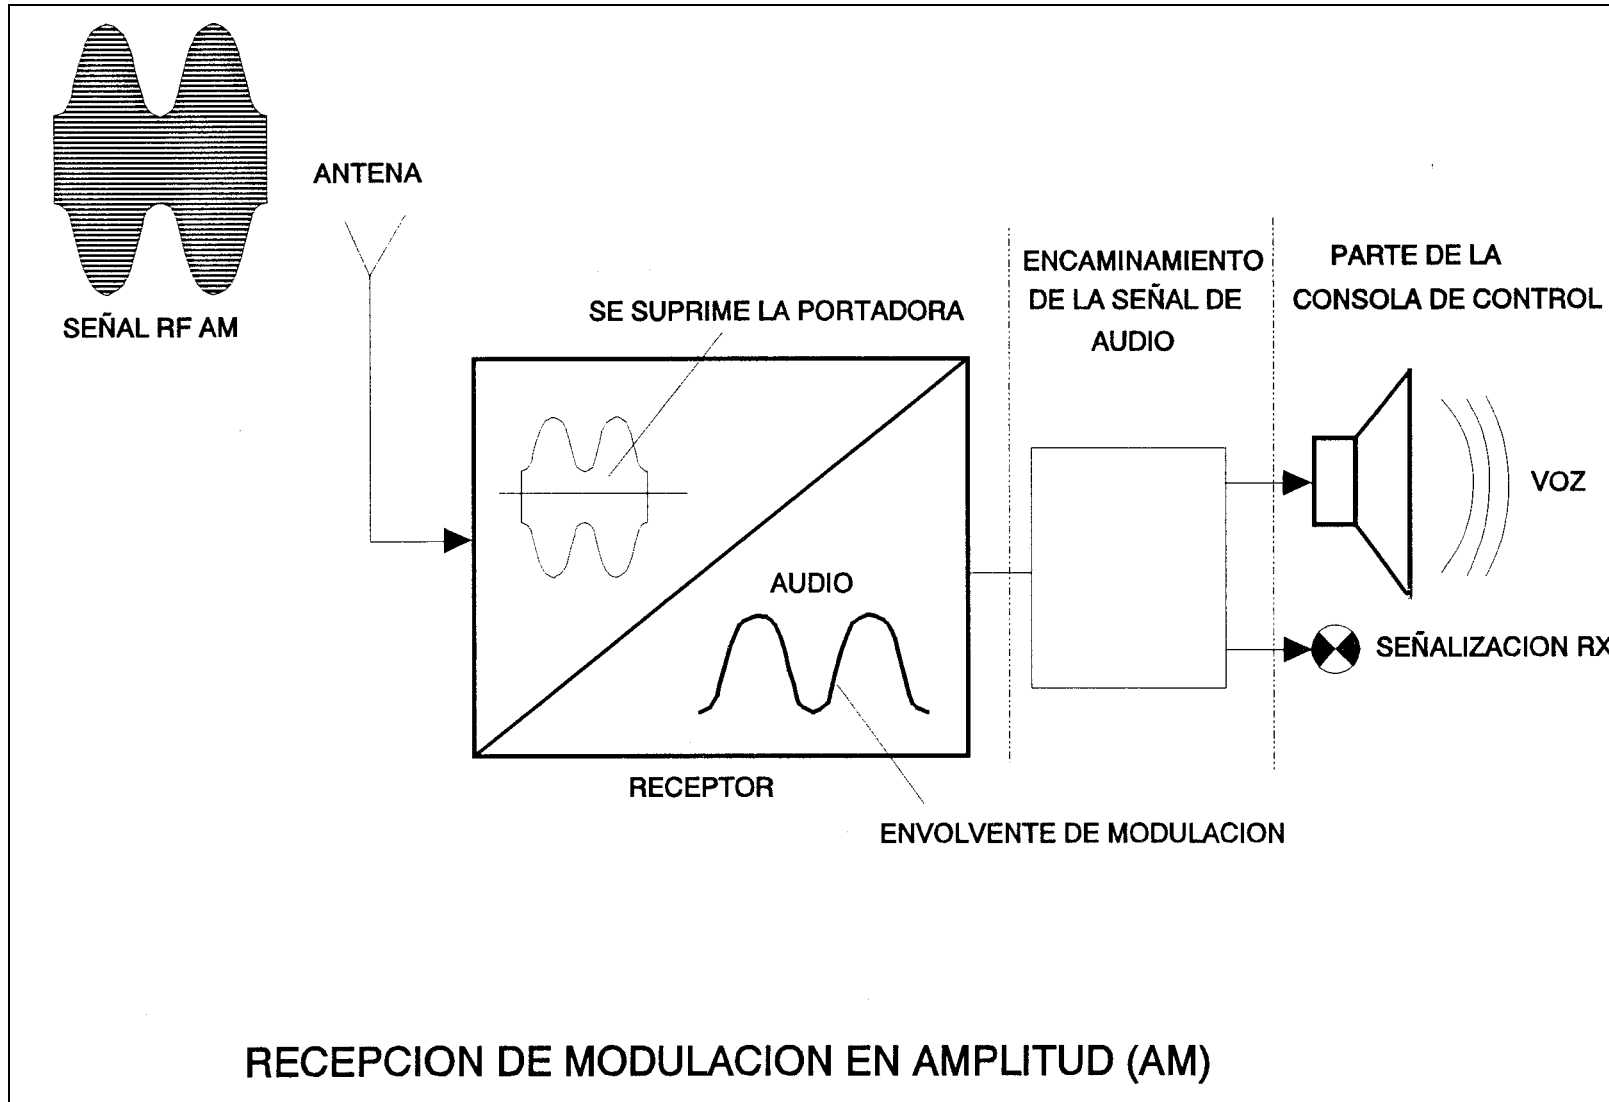 ANTENA
SEÑAL RF AM
SE SUPRIME LA PORTADORA
ENCAMINAMIENTO
DE LA SEÑAL DE
AUDIO
PARTE DE LA
CONSOLA DE CONTROL
VOZ
AUDIO
SEÑALIZACION RX
RECEPTOR
ENVOLVENTE DE MODULACION
RECEPCION DE MODULACION EN AMPLITUD (AM)